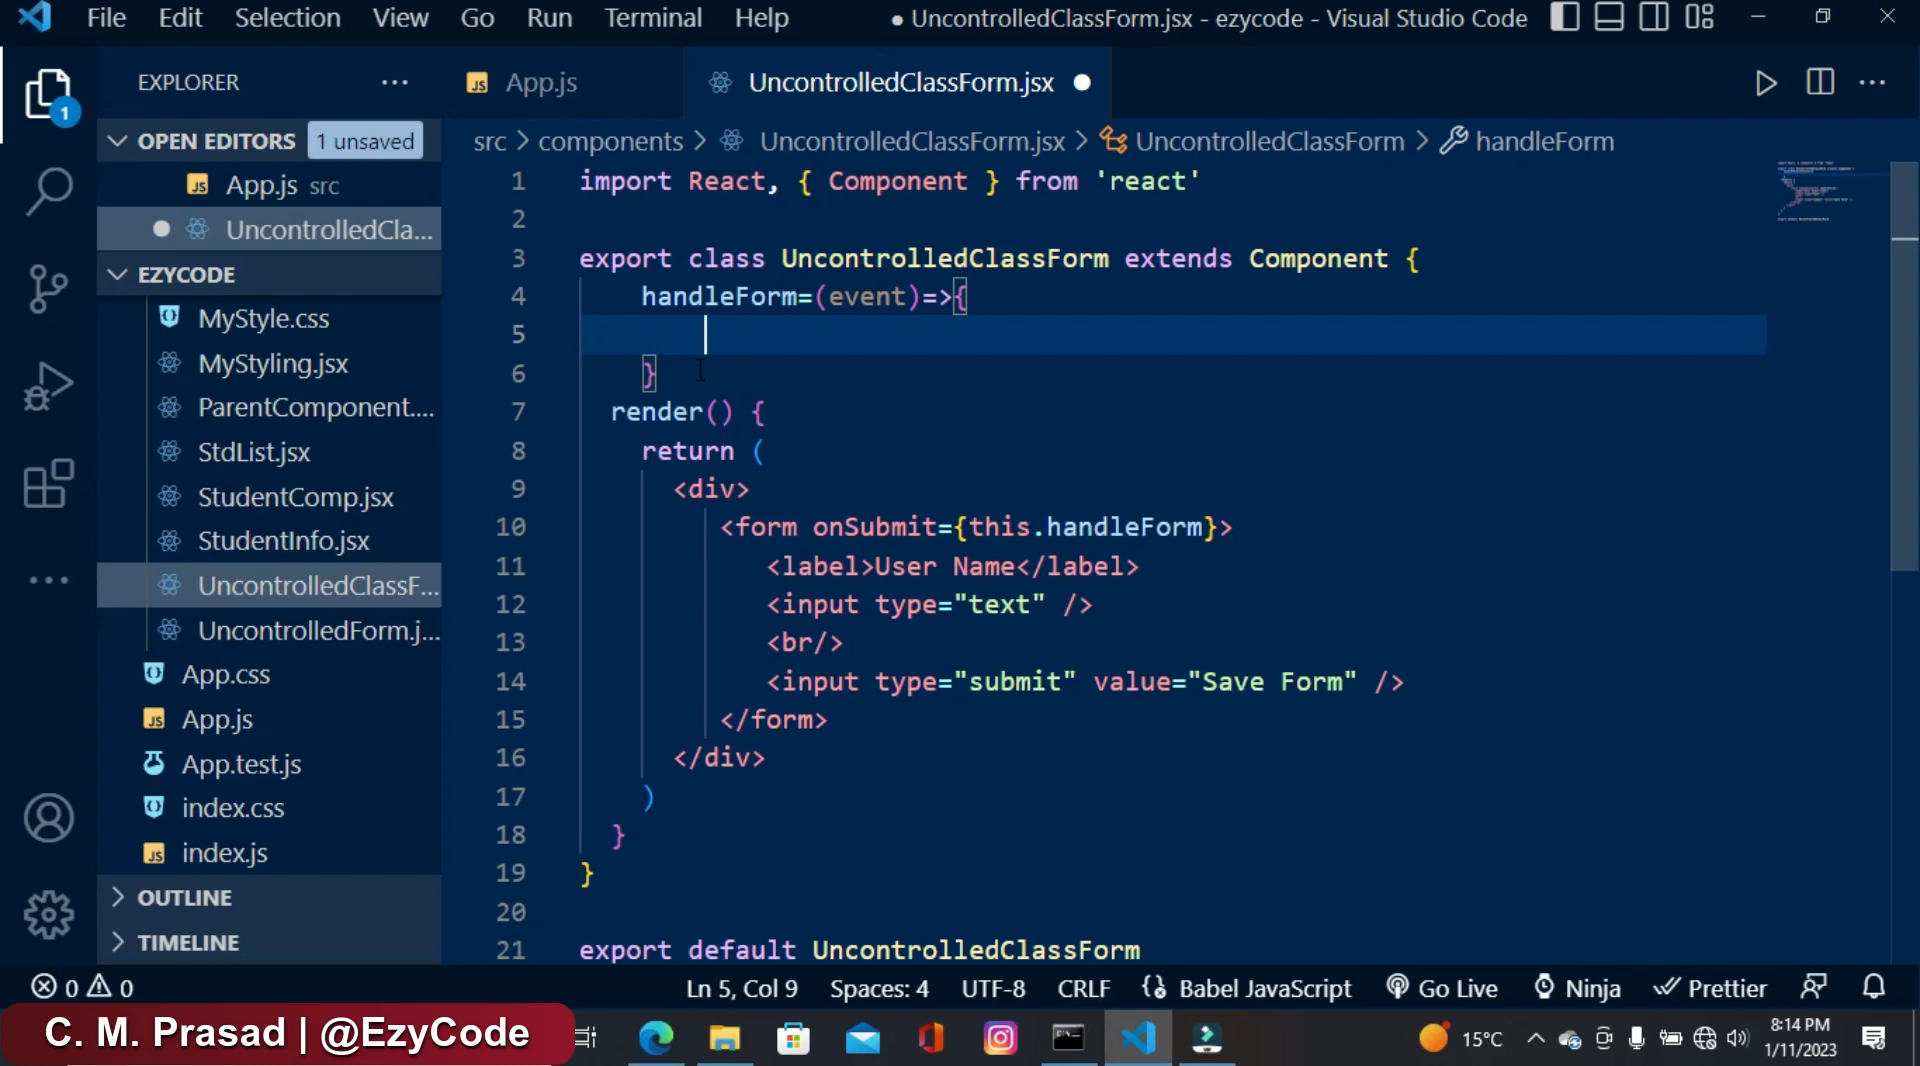 File Edit Selection View Go Run Terminal Help ● UncontrolledClassForm.jsx - ezycode - Visual Studio Code
EXPLORER
App.js
UncontrolledClassForm.jsx
1
OPEN EDITORS 1 unsaved
App.js src
UncontrolledCla...
EZYCODE
MyStyle.css
MyStyling.jsx
ParentComponent....
StdList.jsx
StudentComp.jsx
StudentInfo.jsx
UncontrolledClassF...
UncontrolledForm.j...
App.css
App.js
App.test.js
index.css
index.js
OUTLINE
TIMELINE
src > components > UncontrolledClassForm.jsx > UncontrolledClassForm > handleForm
1 import React, { Component } from 'react'
2
3 export class UncontrolledClassForm extends Component {
4 handleForm=(event)=>{
5
6 }
7 render() {
8 return (
9 <div>
10 <form onSubmit={this.handleForm}>
11 <label>User Name</label>
12 <input type="text" />
13 <br/>
14 <input type="submit" value="Save Form" />
15 </form>
16 </div>
17 )
18 }
19 }
20
21 export default UncontrolledClassForm
0 0 Ln 5, Col 9 Spaces: 4 UTF-8 CRLF Babel JavaScript Go Live Ninja Prettier
C. M. Prasad | @EzyCode
15°C
8:14 PM
1/11/2023